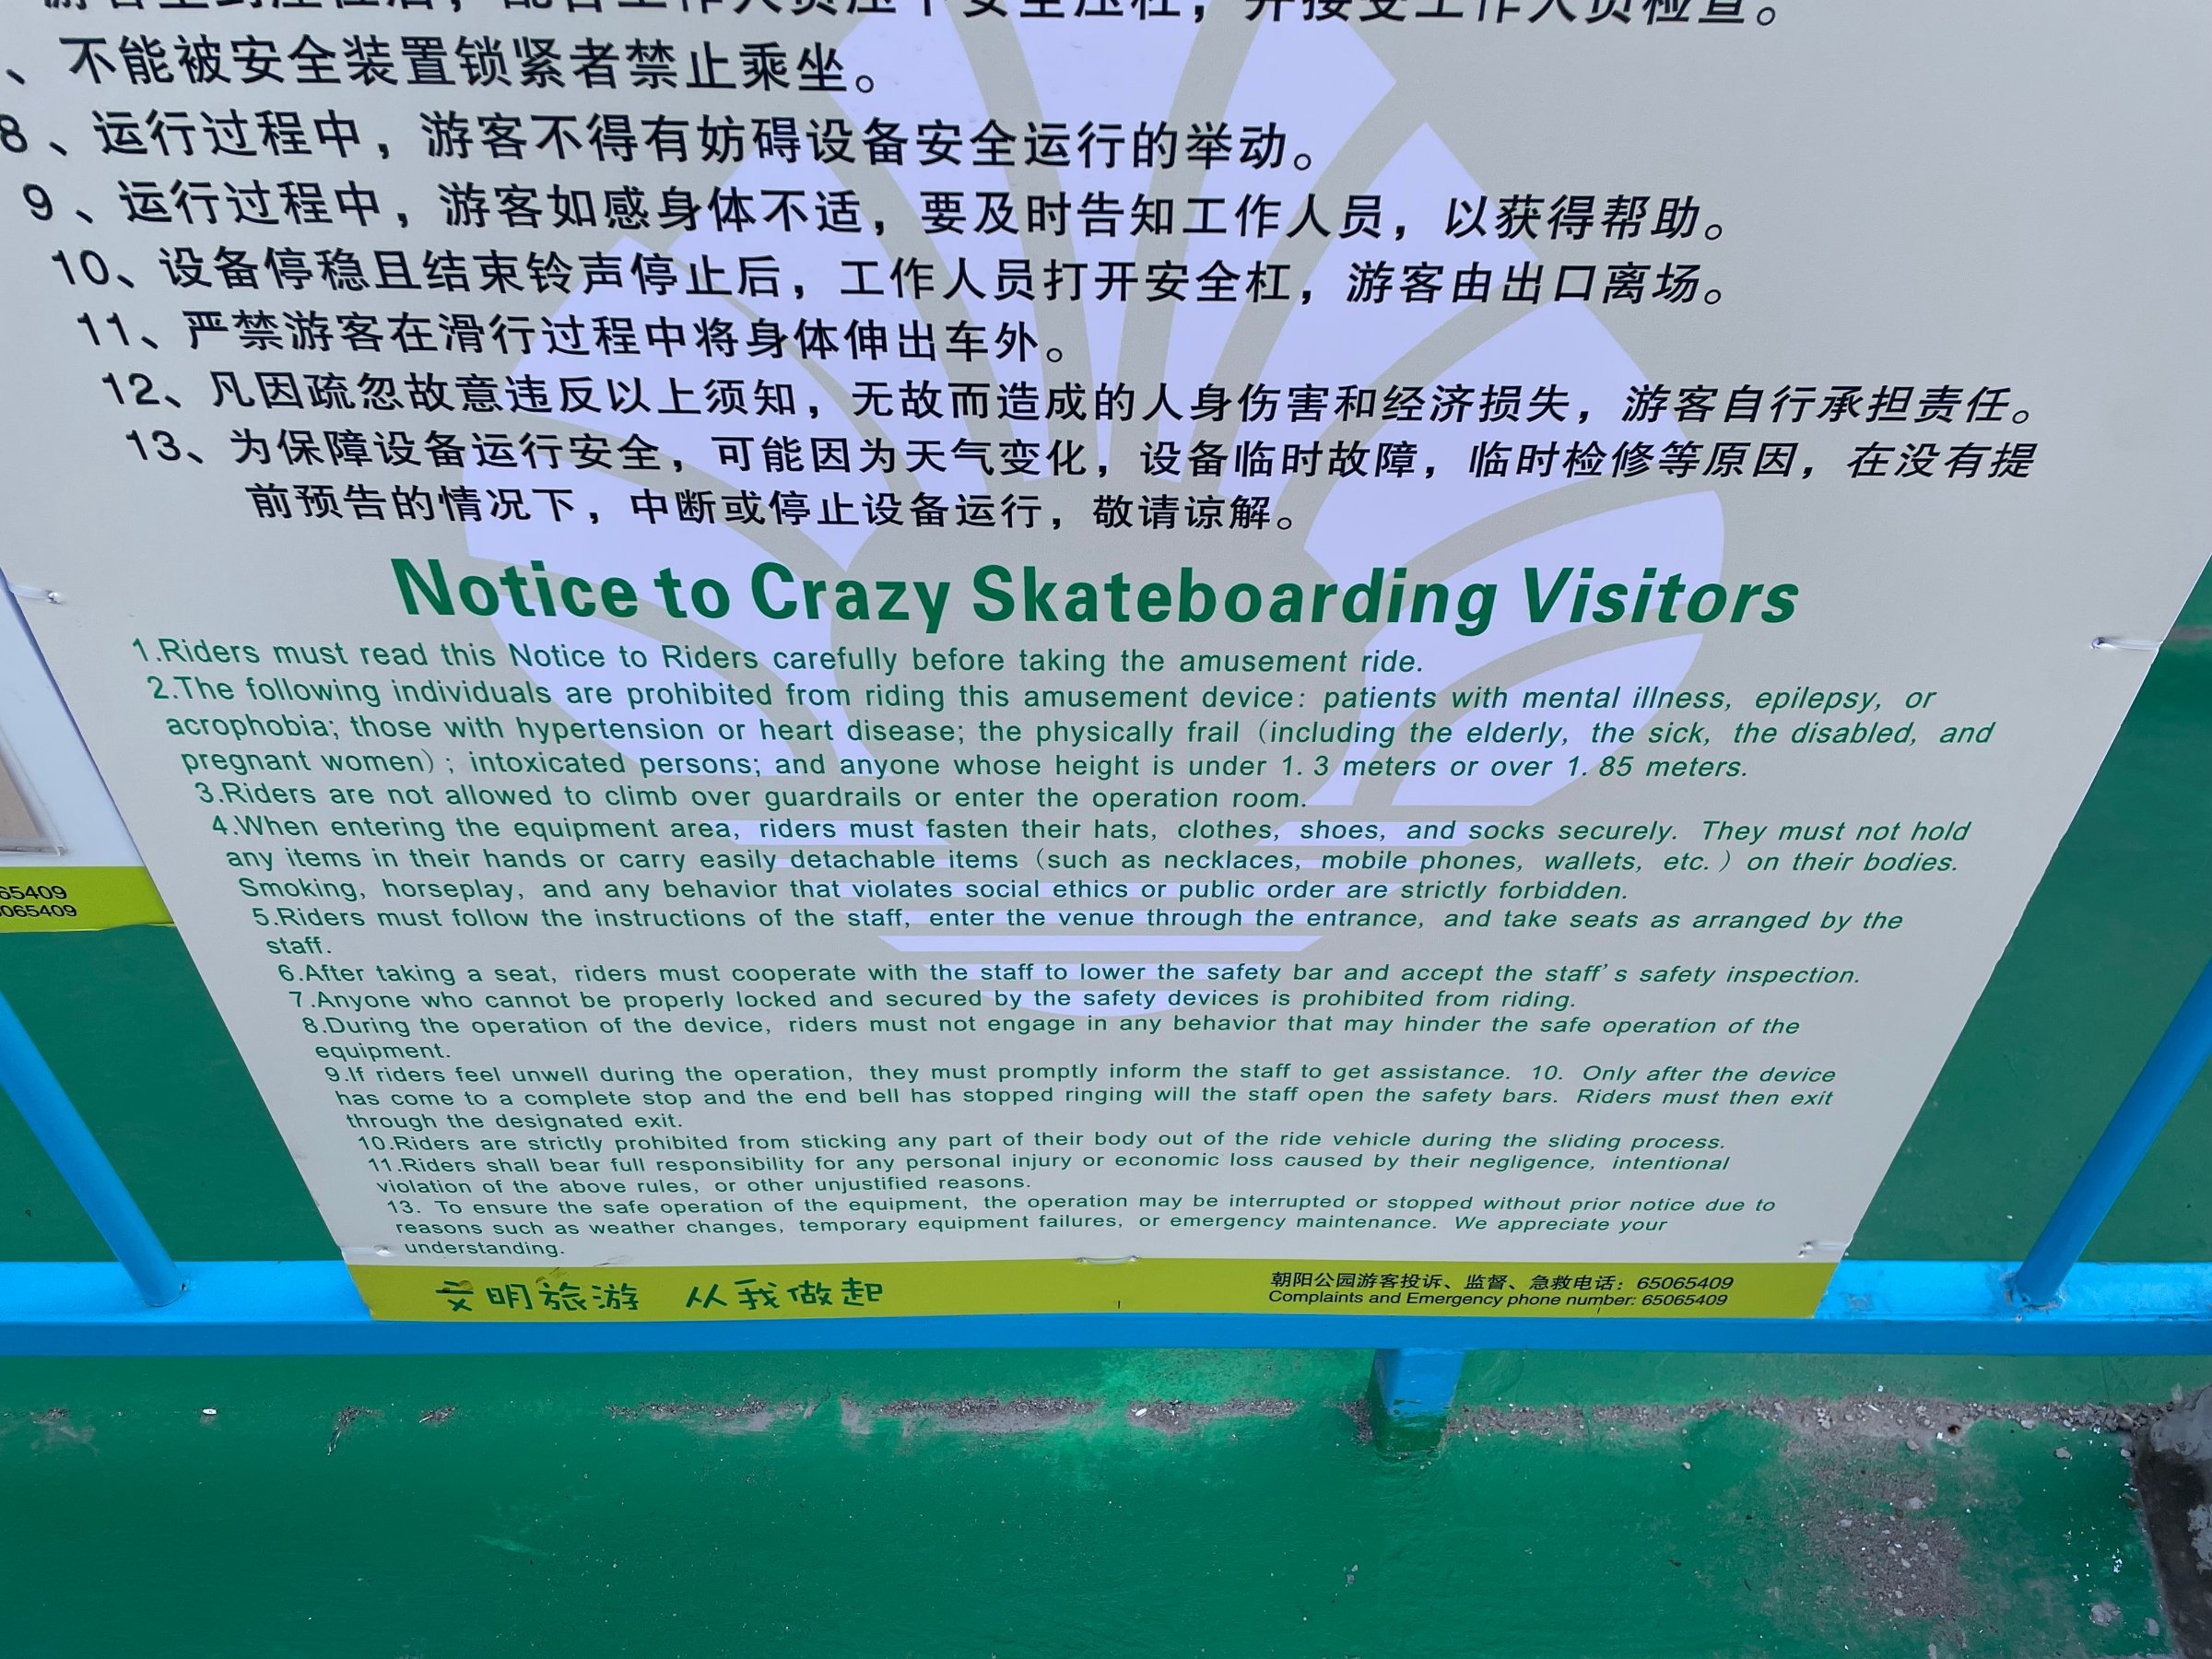 游客坐到座位后，配合工作人员压下安全压杠，并接受工作人员检查。
、不能被安全装置锁紧者禁止乘坐。
8、运行过程中，游客不得有妨碍设备安全运行的举动。
9、运行过程中，游客如感身体不适，要及时告知工作人员，以获得帮助。
10、设备停稳且结束铃声停止后，工作人员打开安全杠，游客由出口离场。
11、严禁游客在滑行过程中将身体伸出车外。
12、凡因疏忽故意违反以上须知，无故而造成的人身伤害和经济损失，游客自行承担责任。
13、为保障设备运行安全，可能因为天气变化，设备临时故障，临时检修等原因，在没有提
前预告的情况下，中断或停止设备运行，敬请谅解。
Notice to Crazy Skateboarding Visitors
1.Riders must read this Notice to Riders carefully before taking the amusement ride.
2.The following individuals are prohibited from riding this amusement device: patients with mental illness, epilepsy, or
acrophobia; those with hypertension or heart disease; the physically frail (including the elderly, the sick, the disabled, and
pregnant women); intoxicated persons; and anyone whose height is under 1. 3 meters or over 1. 85 meters.
3.Riders are not allowed to climb over guardrails or enter the operation room.
4.When entering the equipment area, riders must fasten their hats, clothes, shoes, and socks securely. They must not hold
any items in their hands or carry easily detachable items (such as necklaces, mobile phones, wallets, etc. ) on their bodies.
Smoking, horseplay, and any behavior that violates social ethics or public order are strictly forbidden.
5.Riders must follow the instructions of the staff, enter the venue through the entrance, and take seats as arranged by the
staff.
6.After taking a seat, riders must cooperate with the staff to lower the safety bar and accept the staff's safety inspection.
7.Anyone who cannot be properly locked and secured by the safety devices is prohibited from riding.
8.During the operation of the device, riders must not engage in any behavior that may hinder the safe operation of the
equipment.
9.If riders feel unwell during the operation, they must promptly inform the staff to get assistance. 10. Only after the device
has come to a complete stop and the end bell has stopped ringing will the staff open the safety bars. Riders must then exit
through the designated exit.
10.Riders are strictly prohibited from sticking any part of their body out of the ride vehicle during the sliding process.
11.Riders shall bear full responsibility for any personal injury or economic loss caused by their negligence, intentional
violation of the above rules, or other unjustified reasons.
13. To ensure the safe operation of the equipment, the operation may be interrupted or stopped without prior notice due to
reasons such as weather changes, temporary equipment failures, or emergency maintenance. We appreciate your
understanding.
文明旅游 从我做起
朝阳公园游客投诉、监督、急救电话：65065409
Complaints and Emergency phone number: 65065409
65409
065409